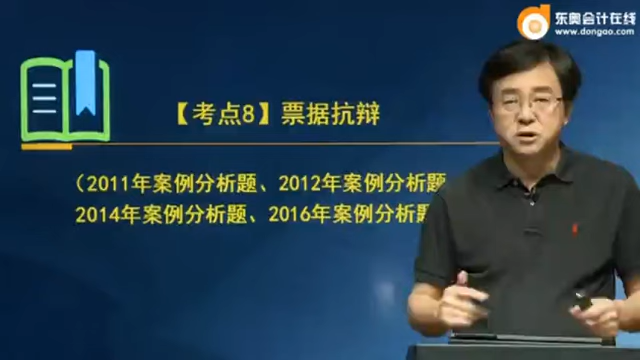 东奥会计在线
www.dongao.com
【考点8】票据抗辩
（2011年案例分析题、2012年案例分析题
2014年案例分析题、2016年案例分析题